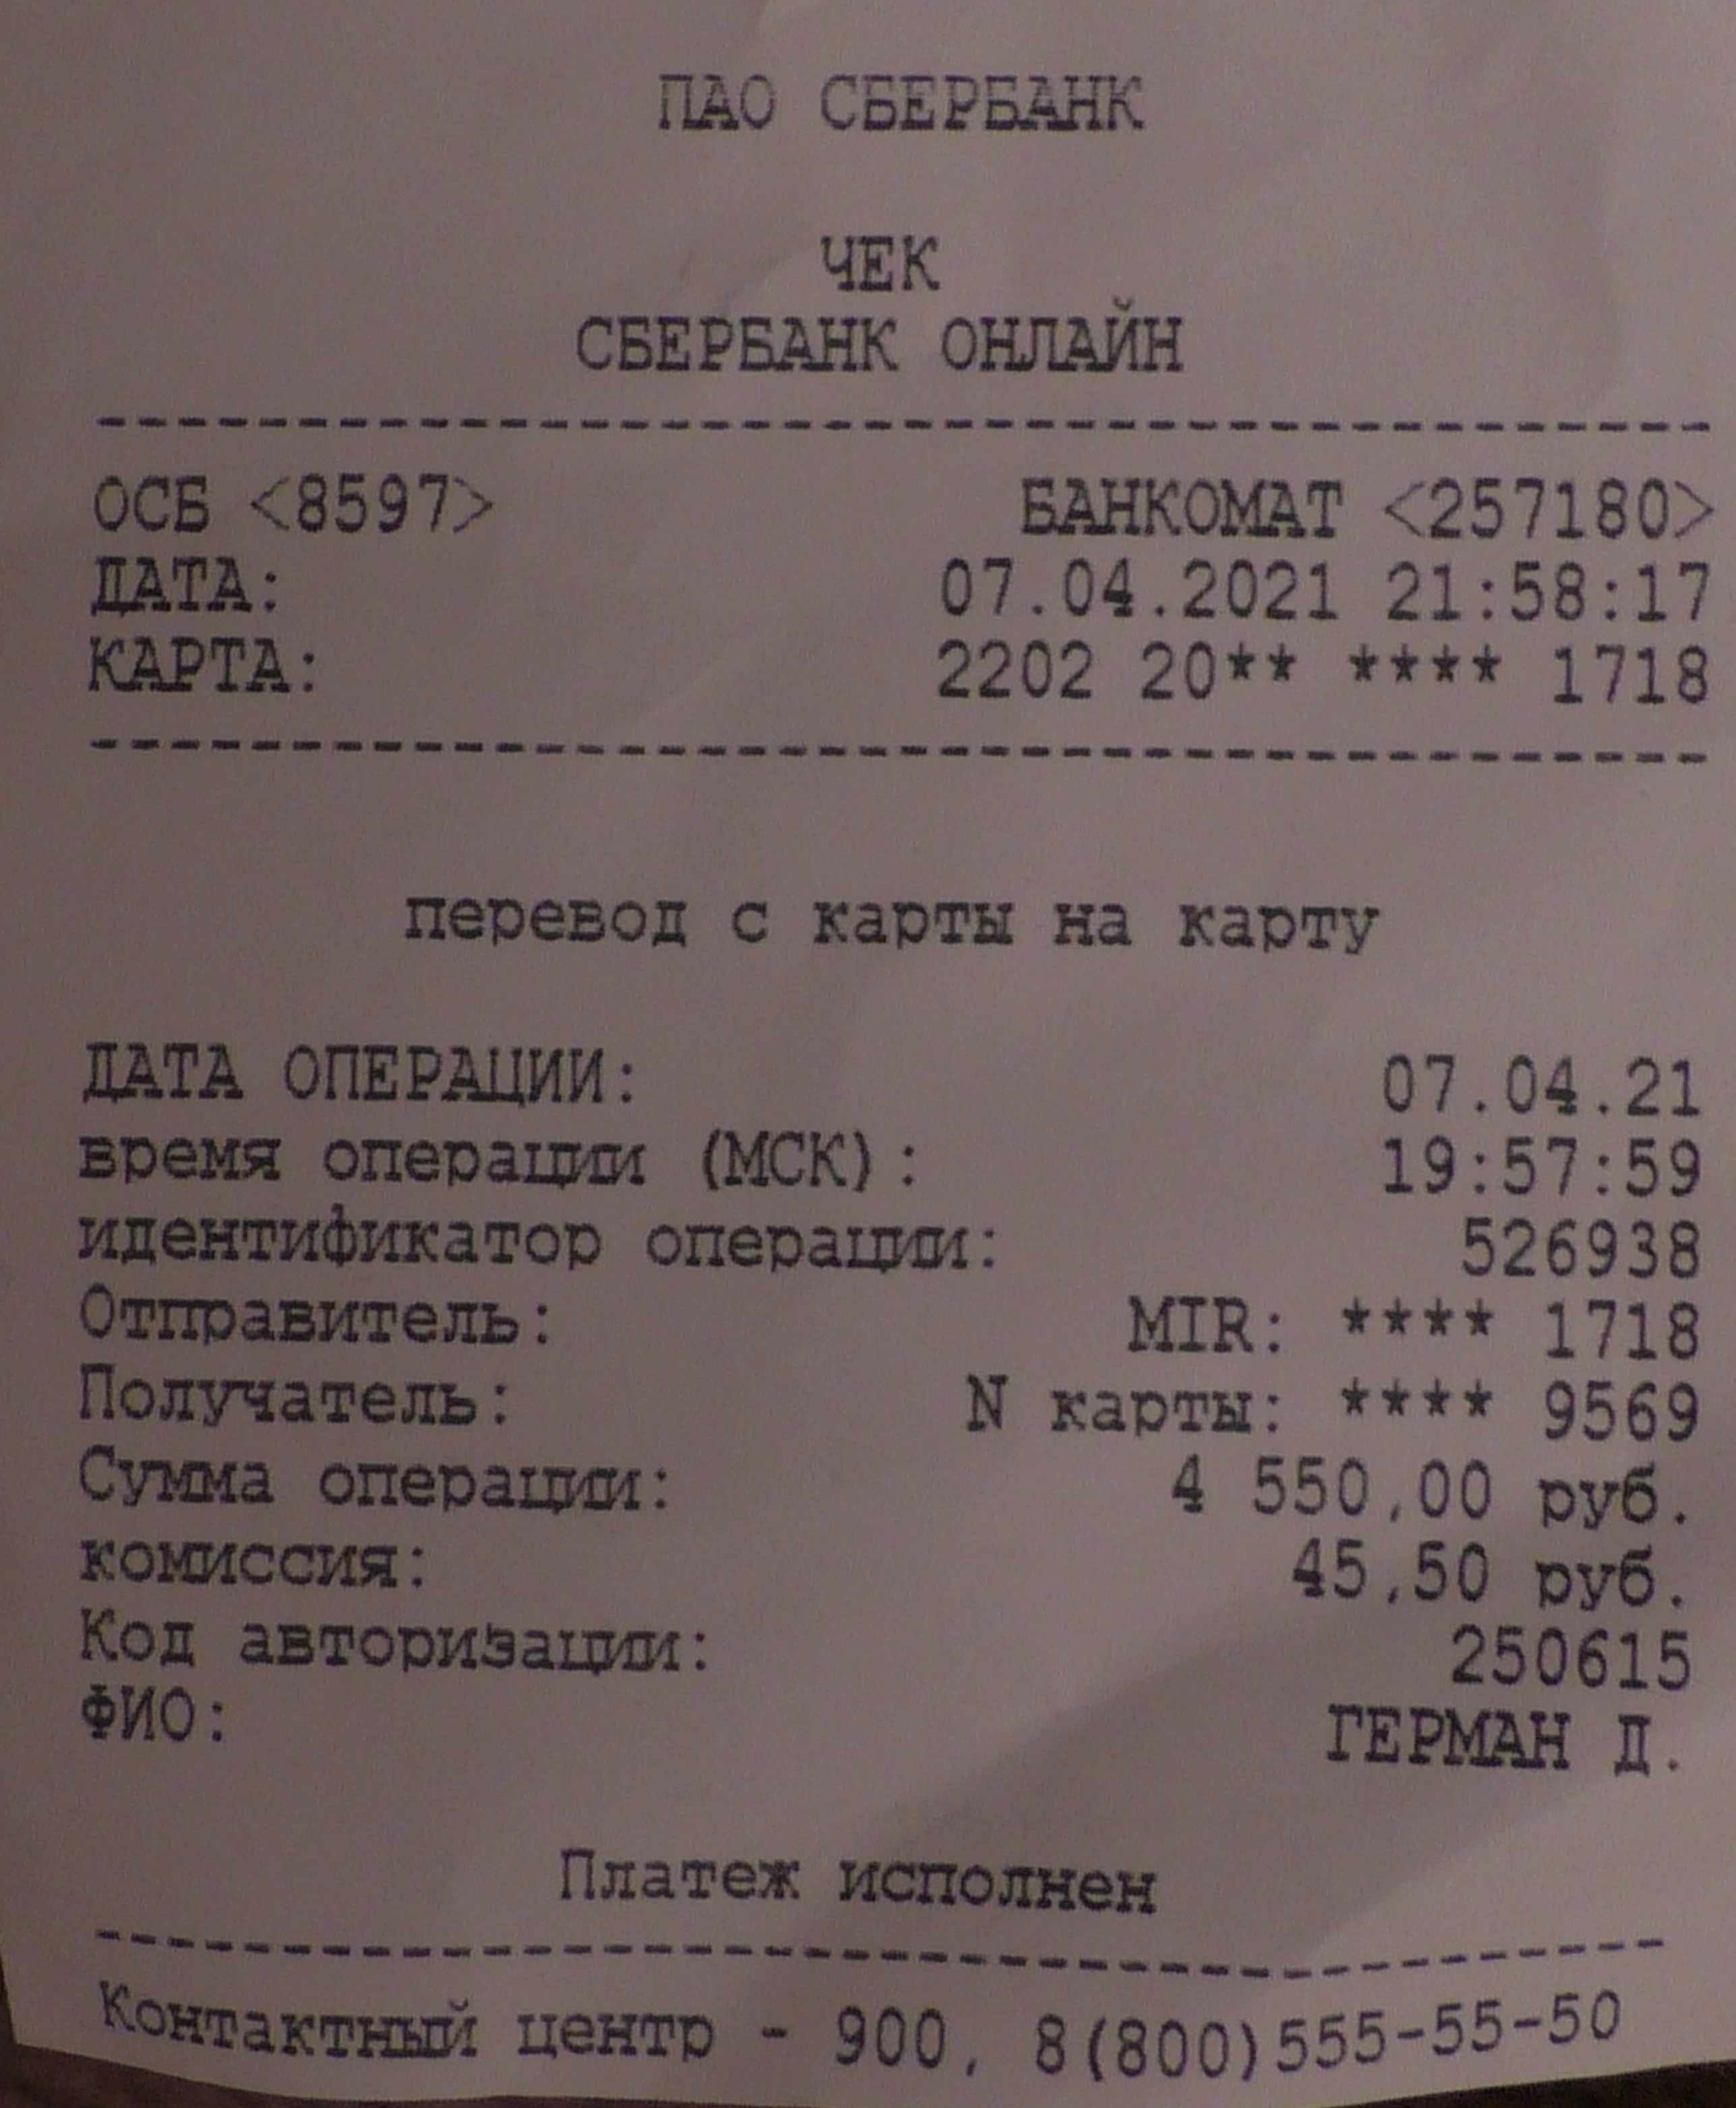 ПАО СБЕРБАНК
ЧЕК
СБЕРБАНК ОНЛАЙН
----------------------------------------
ОСБ <8597> БАНКОМАТ <257180>
ДАТА: 07.04.2021 21:58:17
КАРТА: 2202 20** **** 1718
----------------------------------------
перевод с карты на карту
ДАТА ОПЕРАЦИИ: 07.04.21
время операции (МСК): 19:57:59
идентификатор операции: 526938
Отправитель: MIR: **** 1718
Получатель: N карты: **** 9569
Сумма операции: 4 550,00 руб.
комиссия: 45,50 руб.
Код авторизации: 250615
ФИО: ГЕРМАН Д.
Платеж исполнен
----------------------------------------
Контактный центр - 900, 8(800)555-55-50